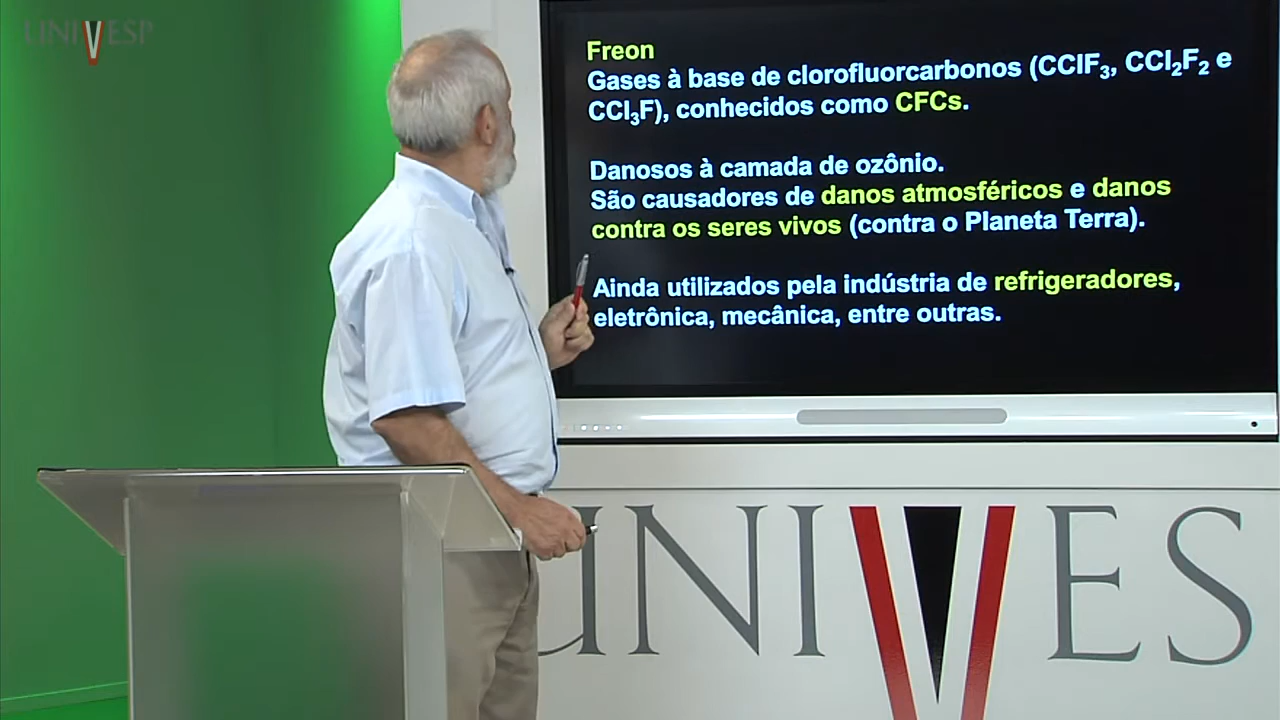 UNIVESP
Freon
Gases à base de clorofluorcarbonos (CClF₃, CCl₂F₂ e
CCl₃F), conhecidos como CFCs.
Danosos à camada de ozônio.
São causadores de danos atmosféricos e danos
contra os seres vivos (contra o Planeta Terra).
Ainda utilizados pela indústria de refrigeradores,
eletrônica, mecânica, entre outras.
UNIVES